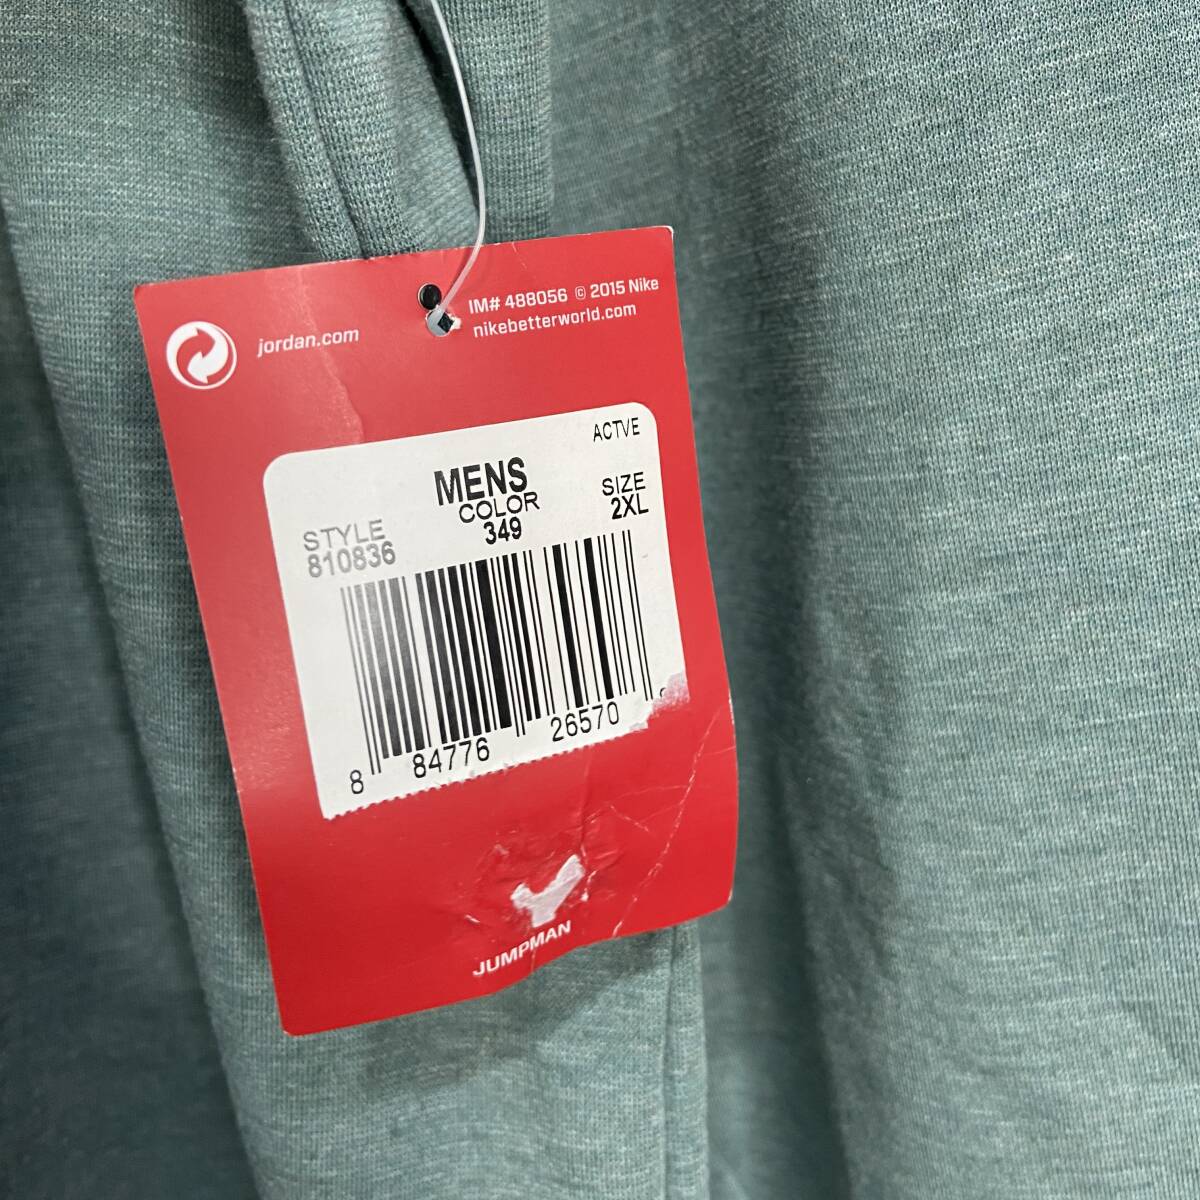 jordan.com
IM# 488056 © 2015 Nike
nikebetterworld.com
ACTVE
MENS
STYLE
810836
COLOR
349
SIZE
2XL
8 84776 26570
JUMPMAN